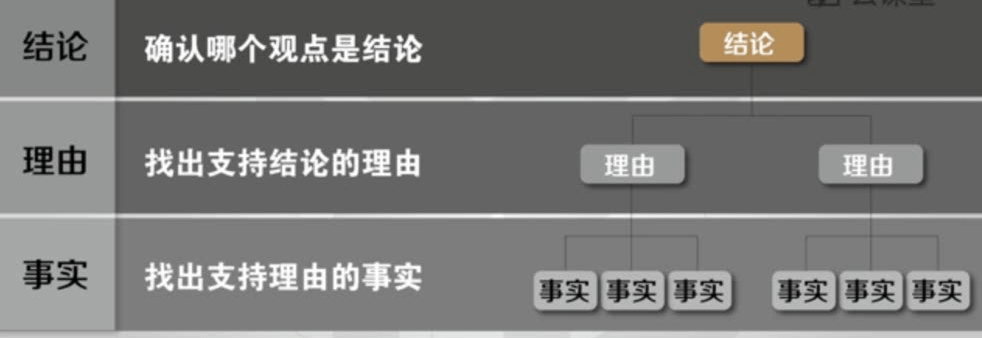 结论 确认哪个观点是结论 结论
理由 找出支持结论的理由 理由 理由
事实 找出支持理由的事实 事实 事实 事实 事实 事实 事实